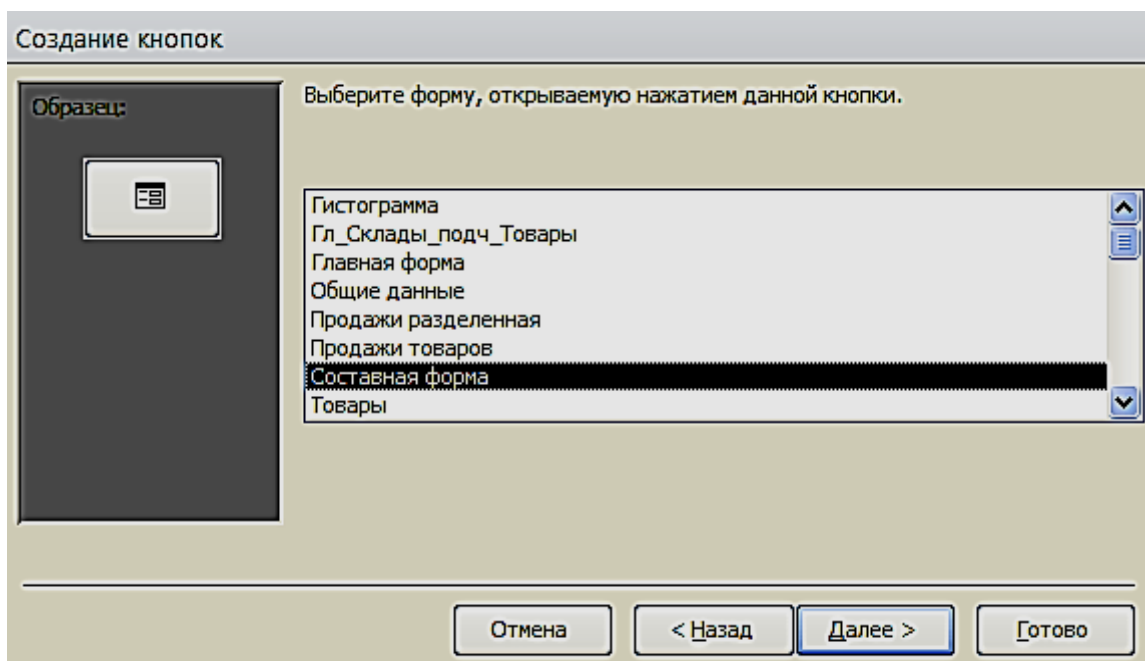 Создание кнопок
Образец:
Выберите форму, открываемую нажатием данной кнопки.
Гистограмма
Гл_Склады_подч_Товары
Главная форма
Общие данные
Продажи разделенная
Продажи товаров
Составная форма
Товары
Отмена
< Назад
Далее >
Готово